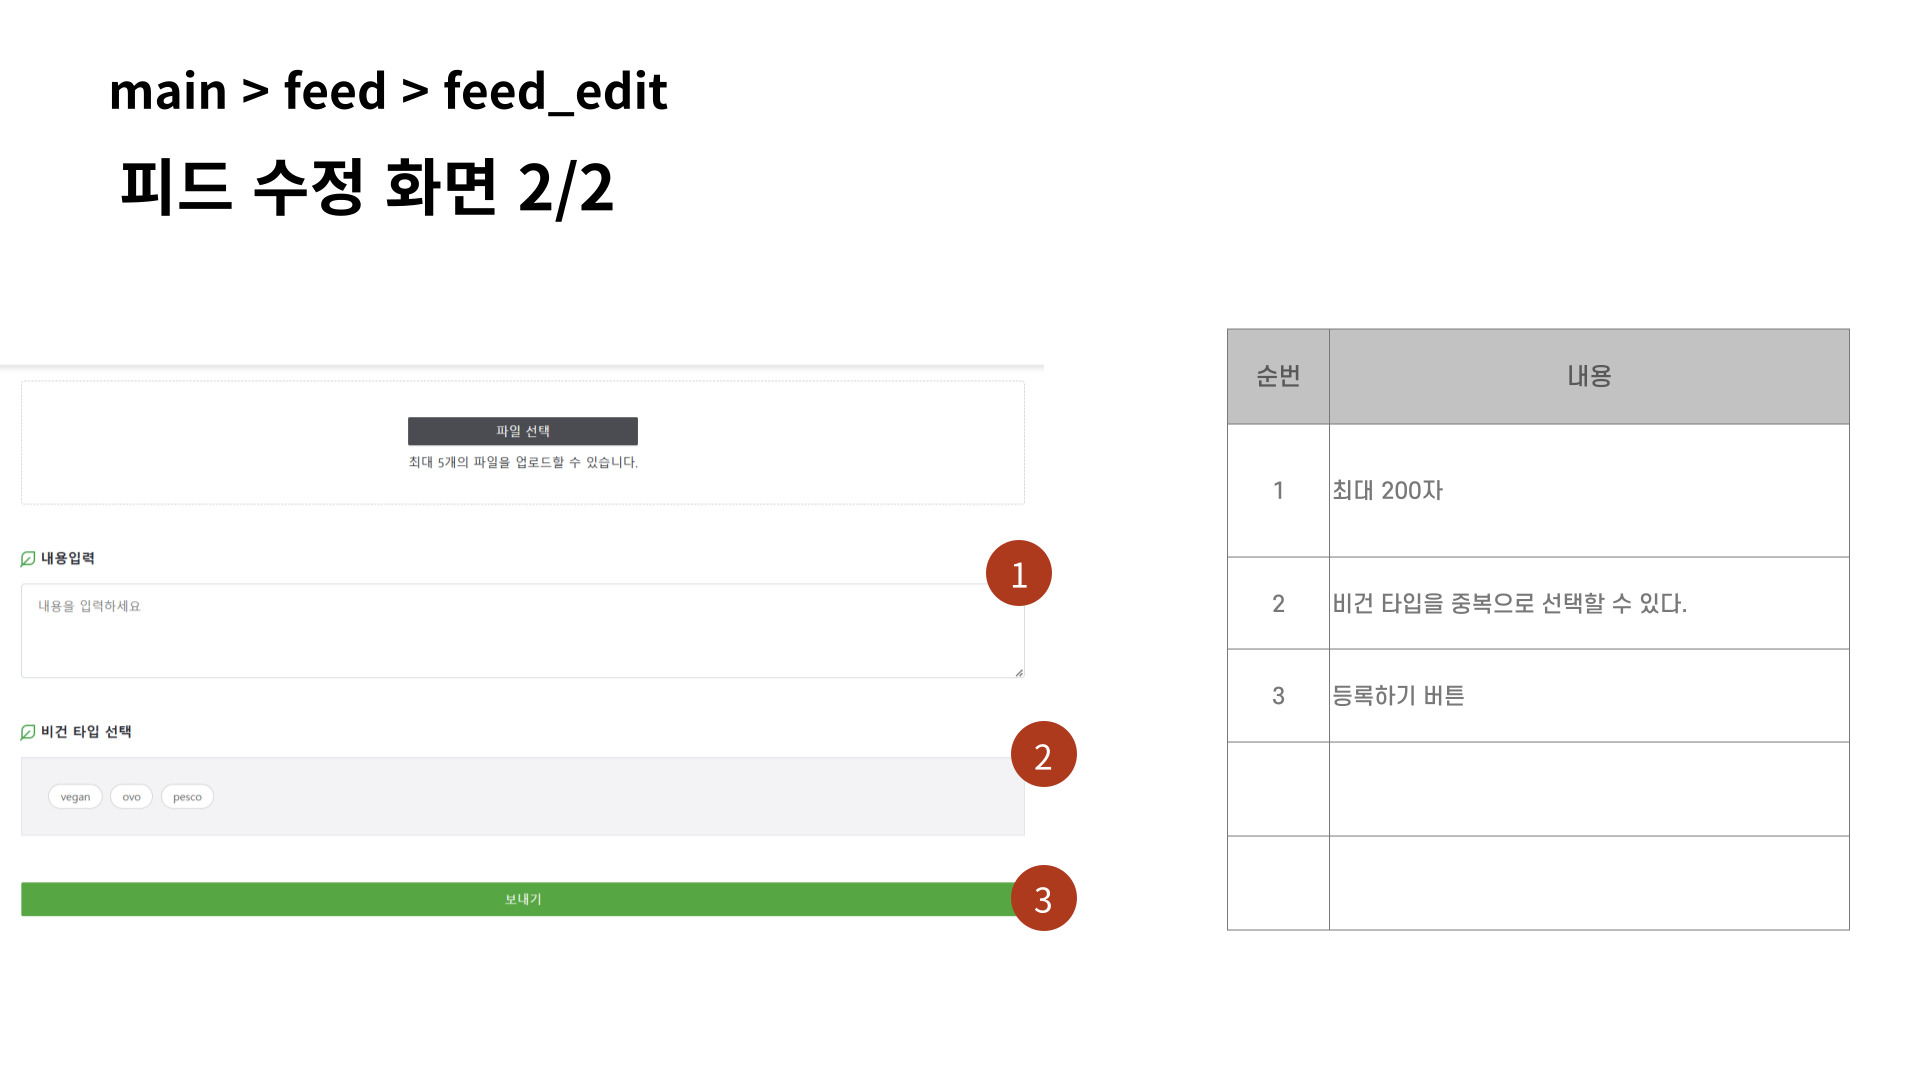 main > feed > feed_edit
피드 수정 화면 2/2
파일 선택
최대 5개의 파일을 업로드할 수 있습니다.
내용입력
1
내용을 입력하세요
비건 타입 선택
2
vegan ovo pesco
보내기
3
순번 내용
1 최대 200자
2 비건 타입을 중복으로 선택할 수 있다.
3 등록하기 버튼